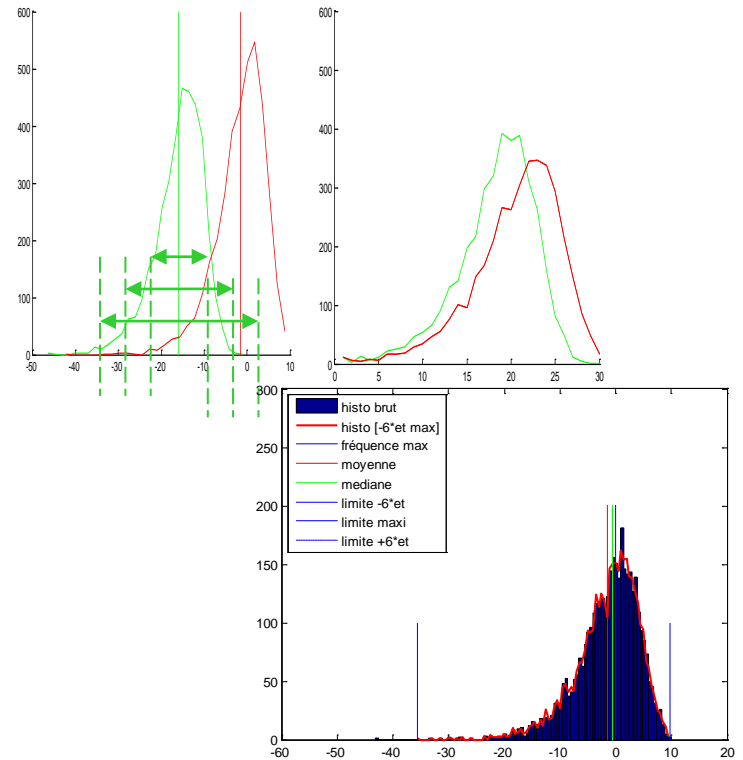 600
500
400
300
200
100
0
-50 -40 -30 -20 -10 0 10
600
500
400
300
200
100
0
0 5 10 15 20 25 30
300
250
200
150
100
50
0
-60 -50 -40 -30 -20 -10 0 10 20
histo brut
histo [-6*et max]
fréquence max
moyenne
mediane
limite -6*et
limite maxi
limite +6*et